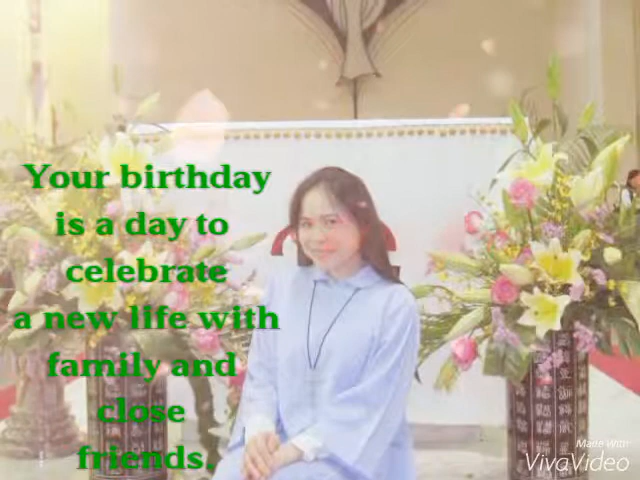 Your birthday
is a day to
celebrate
a new life with
family and
close
friends.
Made With
VivaVideo